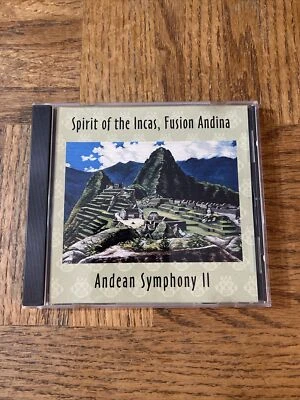 Spirit of the Incas, Fusion Andina
Andean Symphony II